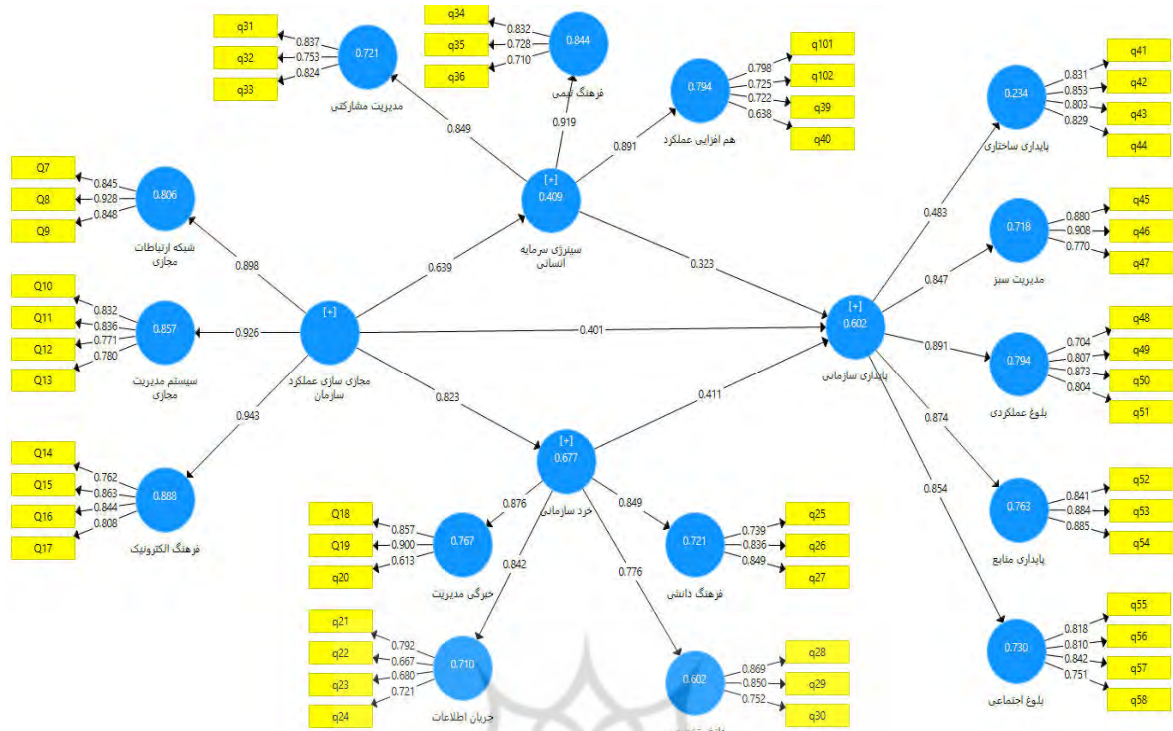 q31
q32
q33
0.837
0.753
0.824
0.721
مدیریت مشارکتی
q34
q35
q36
0.832
0.728
0.710
0.844
فرهنگ تیمی
0.794
هم افزایی عملکرد
0.798
0.725
0.722
0.638
q101
q102
q39
q40
0.849
0.919
0.891
[+]
0.409
سینرژی سرمایه
انسانی
Q7
Q8
Q9
0.845
0.928
0.848
0.806
شبکه ارتباطات
مجازی
0.898
Q10
Q11
Q12
Q13
0.832
0.836
0.771
0.780
0.857
سیستم مدیریت
مجازی
0.926
Q14
Q15
Q16
Q17
0.762
0.863
0.844
0.808
0.888
فرهنگ الکترونیک
0.943
[+]
مجازی سازی عملکرد
سازمان
0.639
0.401
0.823
0.323
0.411
[+]
0.677
خرد سازمانی
0.876
0.842
0.776
0.849
Q18
Q19
q20
0.857
0.900
0.613
0.767
خبرگی مدیریت
q21
q22
q23
q24
0.792
0.667
0.680
0.721
0.710
جریان اطلاعات
0.721
فرهنگ دانشی
0.739
0.836
0.849
q25
q26
q27
0.602
0.869
0.850
0.752
q28
q29
q30
[+]
0.602
پایداری سازمانی
0.483
0.847
0.891
0.874
0.854
0.234
پایداری ساختاری
0.831
0.853
0.803
0.829
q41
q42
q43
q44
0.718
مدیریت سبز
0.880
0.908
0.770
q45
q46
q47
0.794
بلوغ عملکردی
0.704
0.807
0.873
0.804
q48
q49
q50
q51
0.763
پایداری منابع
0.841
0.884
0.885
q52
q53
q54
0.730
بلوغ اجتماعی
0.818
0.810
0.842
0.751
q55
q56
q57
q58